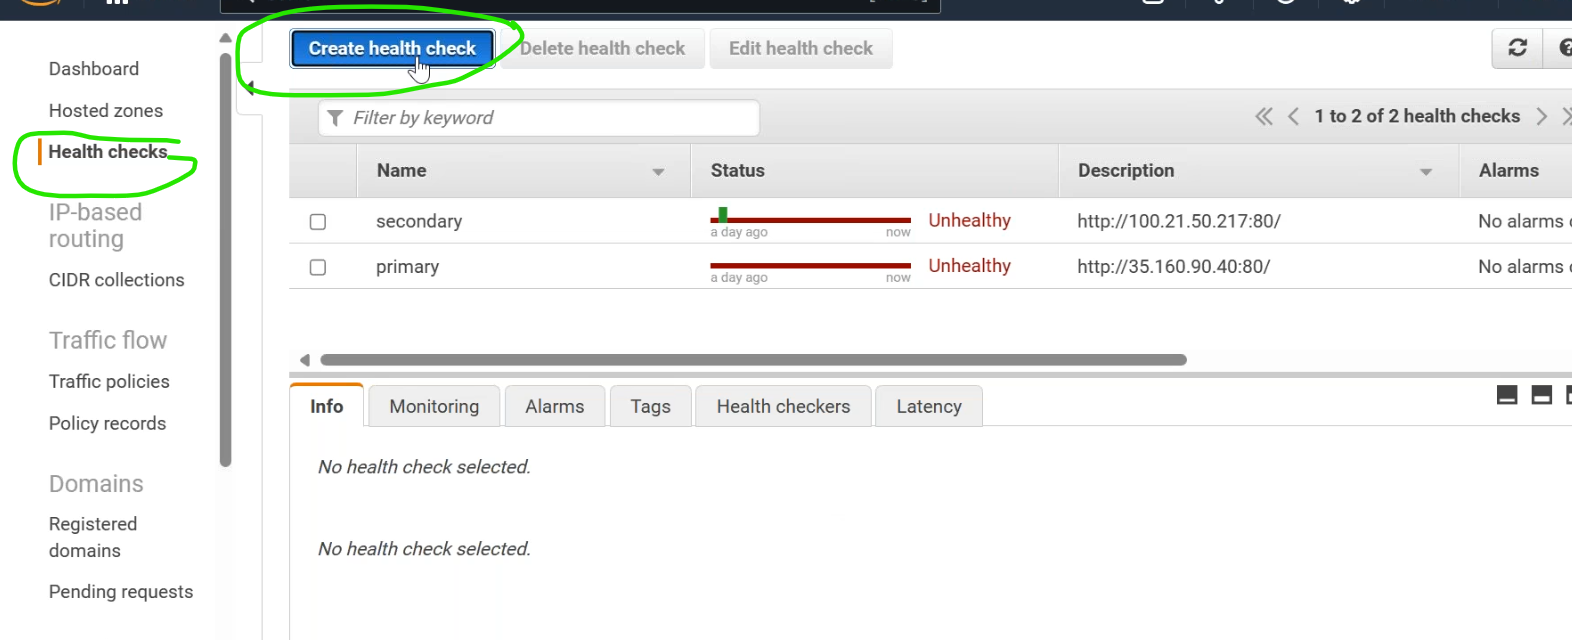 Create health check
Delete health check
Edit health check
Dashboard
Hosted zones
Health checks
IP-based
routing
CIDR collections
Traffic flow
Traffic policies
Policy records
Domains
Registered
domains
Pending requests
Filter by keyword
1 to 2 of 2 health checks
Name
Status
Description
Alarms
secondary
a day ago
now
Unhealthy
http://100.21.50.217:80/
No alarms
primary
a day ago
now
Unhealthy
http://35.160.90.40:80/
No alarms
Info
Monitoring
Alarms
Tags
Health checkers
Latency
No health check selected.
No health check selected.